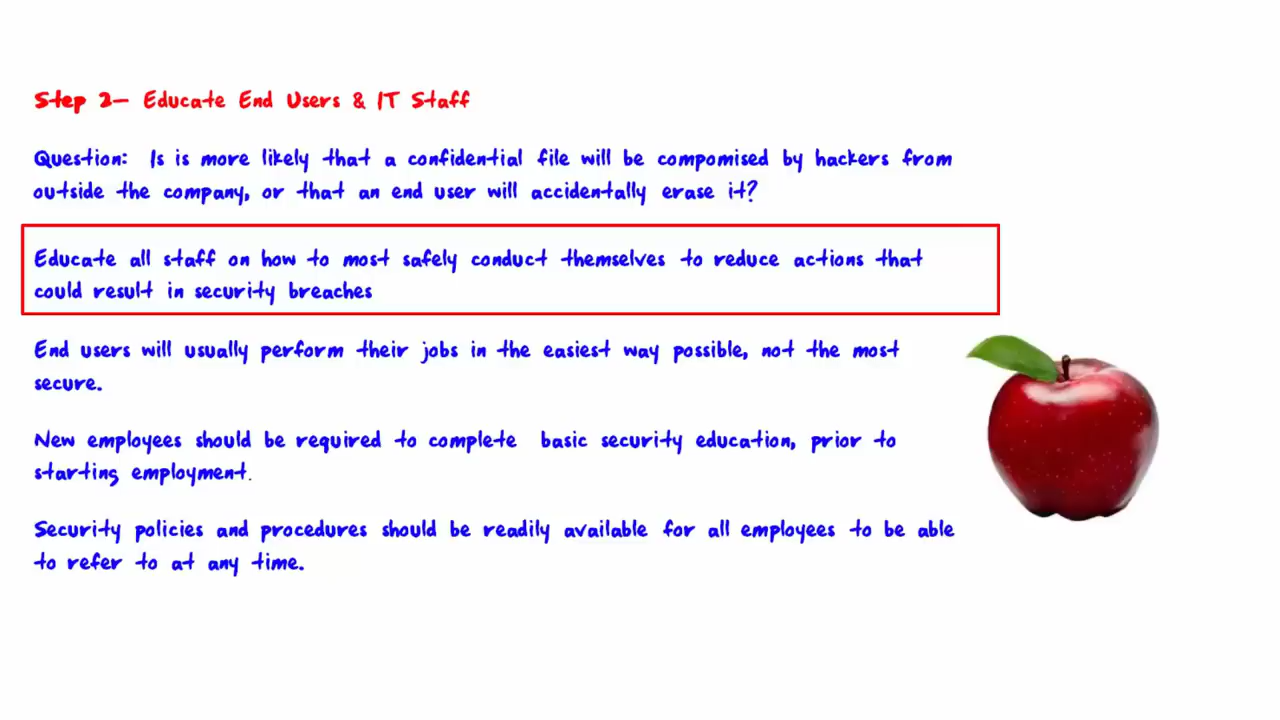 Step 2– Educate End Users & IT Staff
Question: Is is more likely that a confidential file will be compomised by hackers from
outside the company, or that an end user will accidentally erase it?
Educate all staff on how to most safely conduct themselves to reduce actions that
could result in security breaches
End users will usually perform their jobs in the easiest way possible, not the most
secure.
New employees should be required to complete basic security education, prior to
starting employment.
Security policies and procedures should be readily available for all employees to be able
to refer to at any time.